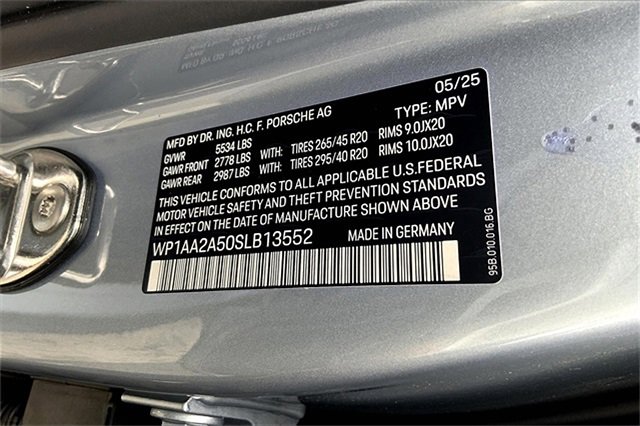 MFD BY DR. ING. H.C. F. PORSCHE AG 05/25
GVWR 5534 LBS TYPE: MPV
GAWR FRONT 2778 LBS WITH: TIRES 265/45 R20 RIMS 9.0JX20
GAWR REAR 2987 LBS WITH: TIRES 295/40 R20 RIMS 10.0JX20
THIS VEHICLE CONFORMS TO ALL APPLICABLE U.S.FEDERAL
MOTOR VEHICLE SAFETY AND THEFT PREVENTION STANDARDS
IN EFFECT ON THE DATE OF MANUFACTURE SHOWN ABOVE
WP1AA2A50SLB13552 MADE IN GERMANY
95B.010.016 BG